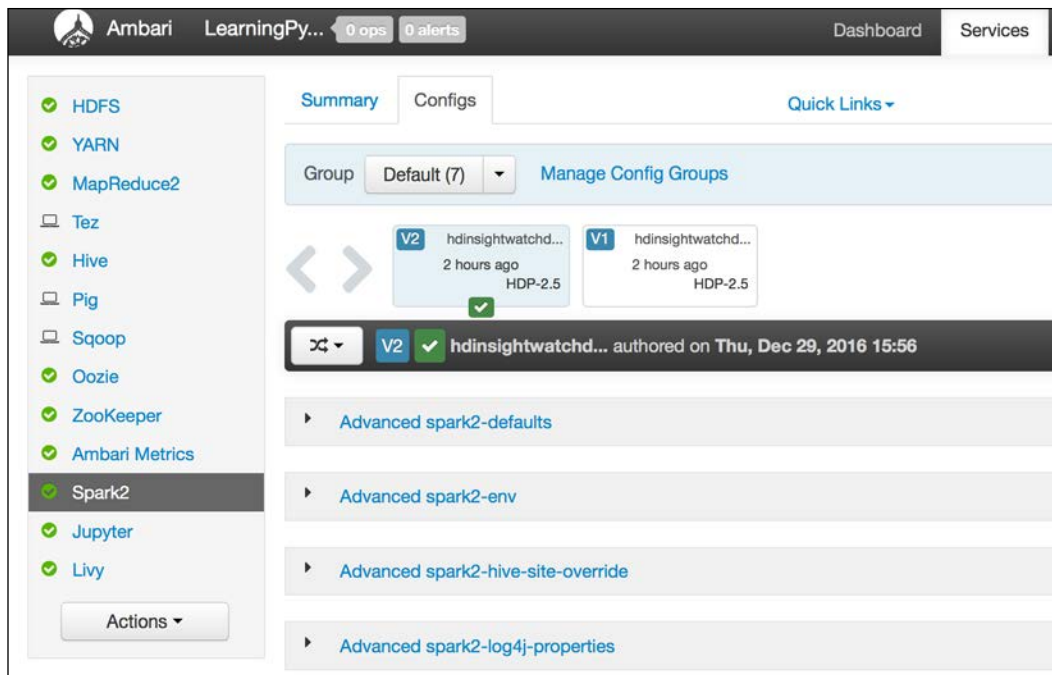 Ambari LearningPy... 0 ops 0 alerts Dashboard Services
HDFS
YARN
MapReduce2
Tez
Hive
Pig
Sqoop
Oozie
ZooKeeper
Ambari Metrics
Spark2
Jupyter
Livy
Actions
Summary Configs Quick Links
Group Default (7) Manage Config Groups
V2 hdinsightwatchd...
2 hours ago
HDP-2.5
V1 hdinsightwatchd...
2 hours ago
HDP-2.5
V2 hdinsightwatchd... authored on Thu, Dec 29, 2016 15:56
Advanced spark2-defaults
Advanced spark2-env
Advanced spark2-hive-site-override
Advanced spark2-log4j-properties